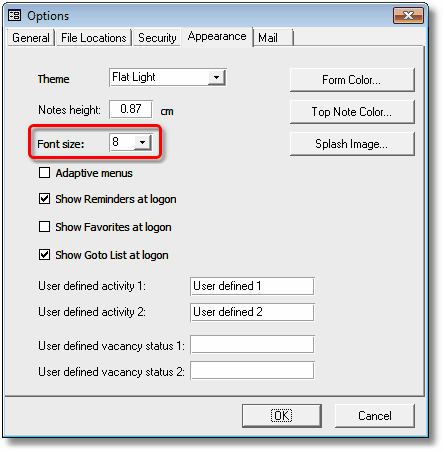 Options
General File Locations Security Appearance Mail
Theme Flat Light Form Color...
Notes height: 0.87 cm Top Note Color...
Font size: 8 Splash Image...
Adaptive menus
Show Reminders at logon
Show Favorites at logon
Show Goto List at logon
User defined activity 1: User defined 1
User defined activity 2: User defined 2
User defined vacancy status 1:
User defined vacancy status 2:
OK Cancel